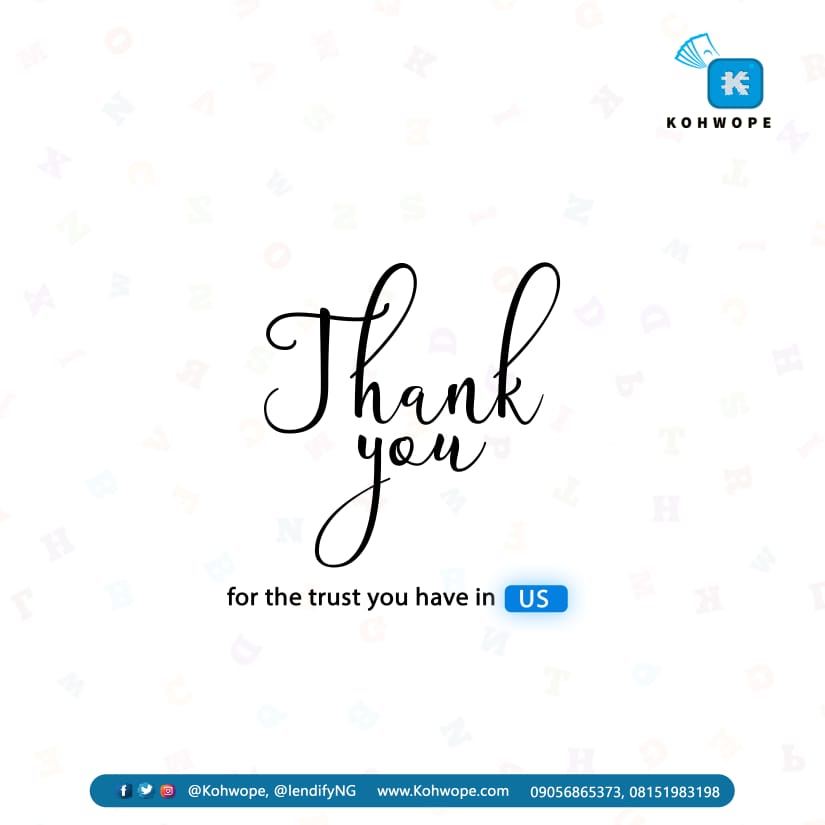 KOHWOPE
Thank
you
for the trust you have in US
@Kohwope, @lendifyNG www.Kohwope.com 09056865373, 08151983198